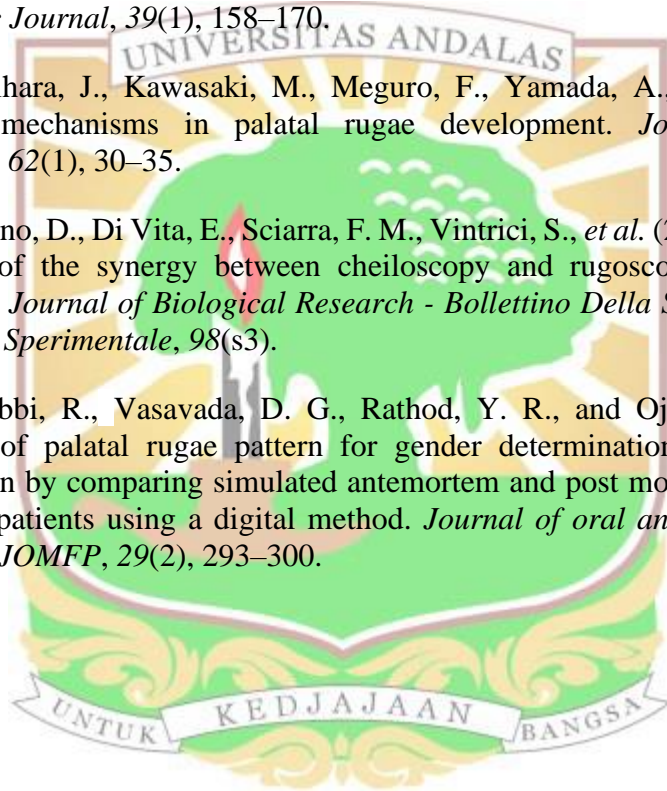 Journal, 39(1), 158–170.
UNIVERSITAS ANDALAS
hara, J., Kawasaki, M., Meguro, F., Yamada, A.,
mechanisms in palatal rugae development. Jo
62(1), 30–35.
no, D., Di Vita, E., Sciarra, F. M., Vintrici, S., et al. (2
of the synergy between cheiloscopy and rugosco
Journal of Biological Research - Bollettino Della S
Sperimentale, 98(s3).
bbi, R., Vasavada, D. G., Rathod, Y. R., and Oj
of palatal rugae pattern for gender determination
n by comparing simulated antemortem and post mo
patients using a digital method. Journal of oral an
JOMFP, 29(2), 293–300.
UNTUK KEDJAJAAN BANGSA